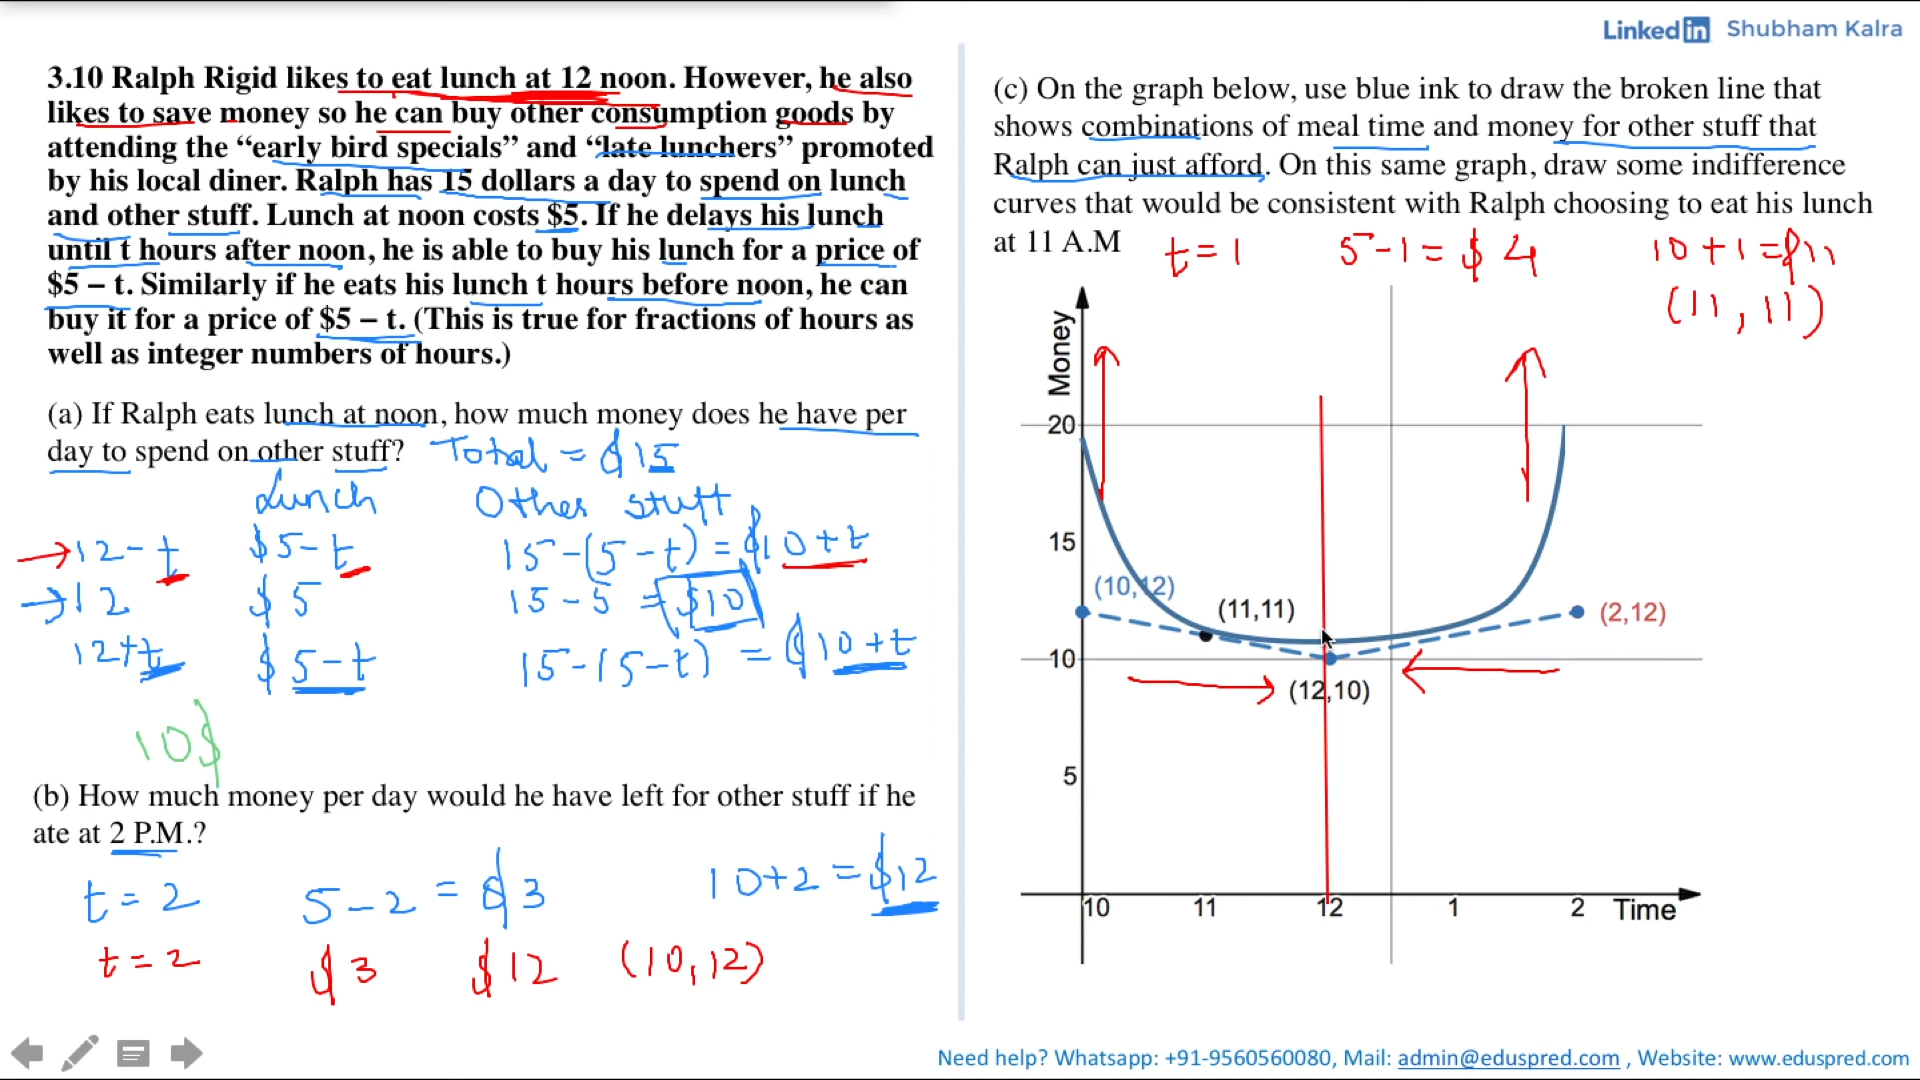 Linked in Shubham Kalra
3.10 Ralph Rigid likes to eat lunch at 12 noon. However, he also
likes to save money so he can buy other consumption goods by
attending the “early bird specials” and “late lunchers” promoted
by his local diner. Ralph has 15 dollars a day to spend on lunch
and other stuff. Lunch at noon costs $5. If he delays his lunch
until t hours after noon, he is able to buy his lunch for a price of
$5 – t. Similarly if he eats his lunch t hours before noon, he can
buy it for a price of $5 – t. (This is true for fractions of hours as
well as integer numbers of hours.)
(a) If Ralph eats lunch at noon, how much money does he have per
day to spend on other stuff? Total = $15
Lunch Other stuff
→12-t $5-t 15-(5-t) = $10+t
→12 $5 15-5 = $10
12+t $5-t 15-(5-t) = $10+t
10$
(b) How much money per day would he have left for other stuff if he
ate at 2 P.M.?
t=2 5-2 = $3 10+2 = $12
t=2 $3 $12 (10,12)
(c) On the graph below, use blue ink to draw the broken line that
shows combinations of meal time and money for other stuff that
Ralph can just afford. On this same graph, draw some indifference
curves that would be consistent with Ralph choosing to eat his lunch
at 11 A.M t=1 5-1= $4 10+1=$11
(11,11)
Money
20
15
(10,12)
(11,11)
(2,12)
10
(12,10)
5
10 11 12 1 2 Time
Need help? Whatsapp: +91-9560560080, Mail: admin@eduspred.com , Website: www.eduspred.com